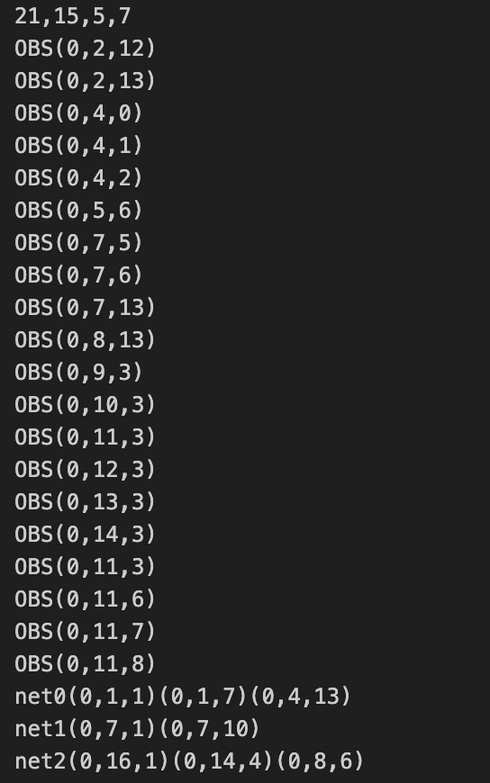 21,15,5,7
OBS(0,2,12)
OBS(0,2,13)
OBS(0,4,0)
OBS(0,4,1)
OBS(0,4,2)
OBS(0,5,6)
OBS(0,7,5)
OBS(0,7,6)
OBS(0,7,13)
OBS(0,8,13)
OBS(0,9,3)
OBS(0,10,3)
OBS(0,11,3)
OBS(0,12,3)
OBS(0,13,3)
OBS(0,14,3)
OBS(0,11,3)
OBS(0,11,6)
OBS(0,11,7)
OBS(0,11,8)
net0(0,1,1)(0,1,7)(0,4,13)
net1(0,7,1)(0,7,10)
net2(0,16,1)(0,14,4)(0,8,6)